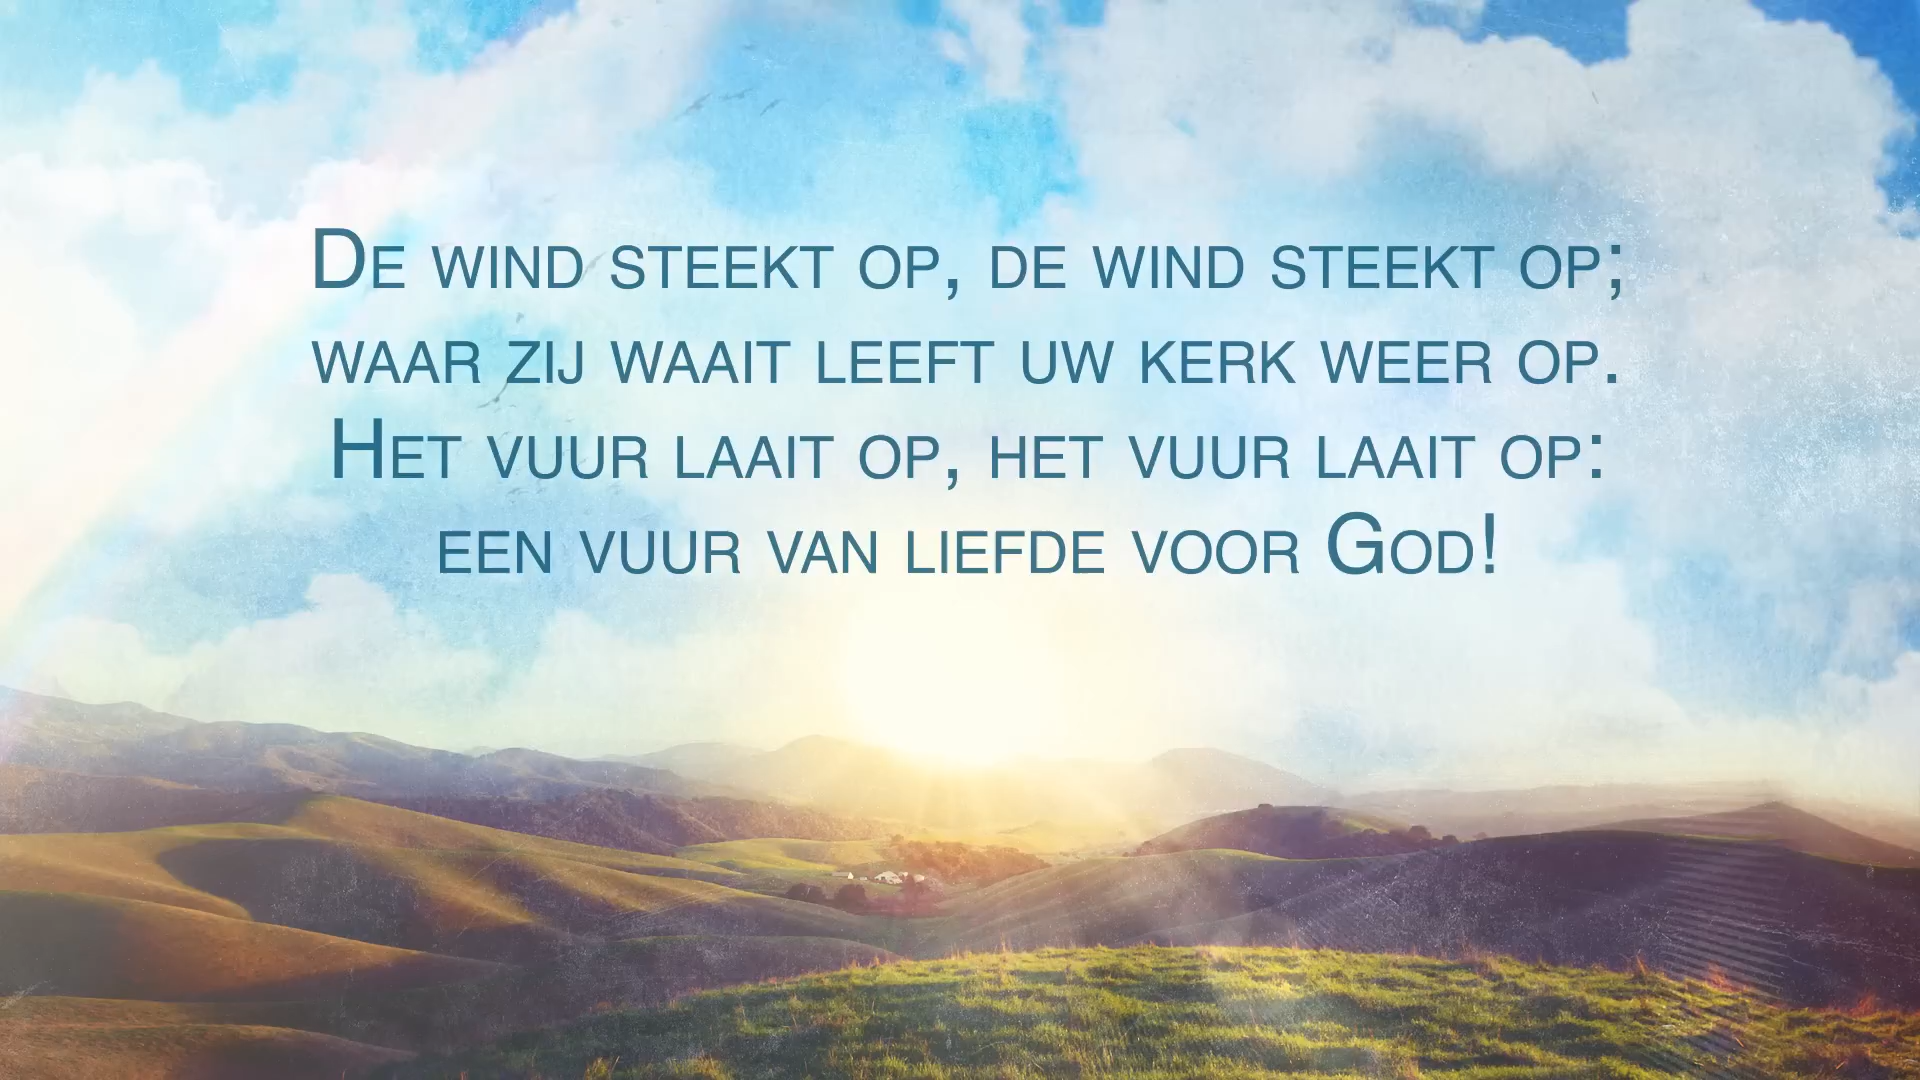 De wind steekt op, de wind steekt op;
waar zij waait leeft uw kerk weer op.
Het vuur laait op, het vuur laait op:
een vuur van liefde voor God!